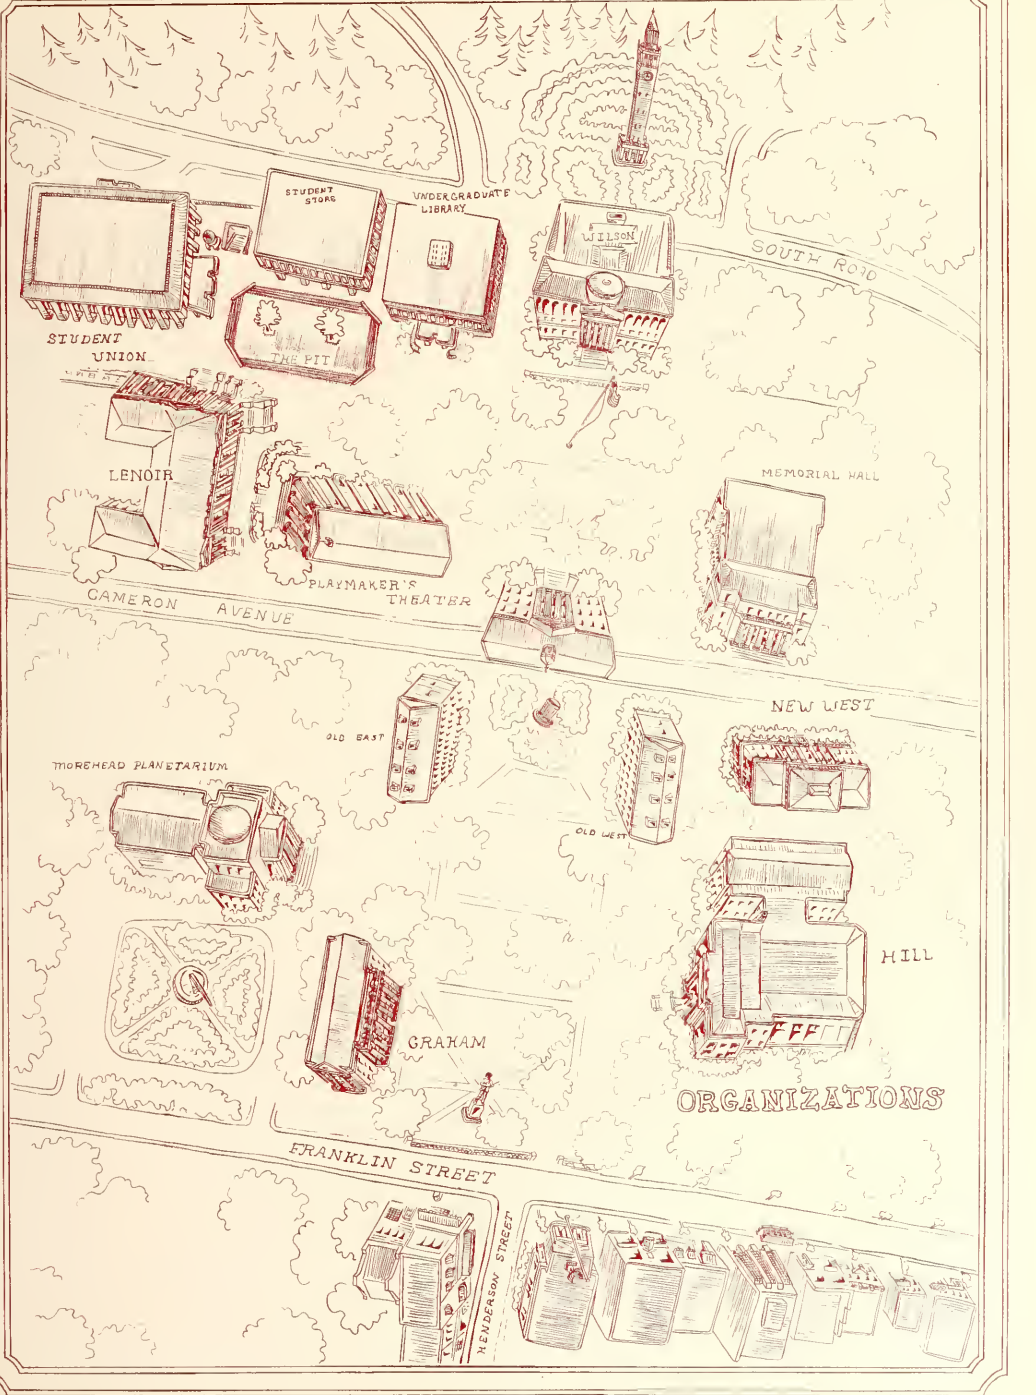 STUDENT
STORE
UNDERGRADUATE
LIBRARY
WILSON
SOUTH ROAD
STUDENT
UNION
THE PIT
LENOIR
MEMORIAL HALL
PLAYMAKER'S
THEATER
CAMERON AVENUE
NEW WEST
OLD EAST
MOREHEAD PLANETARIUM
OLD WEST
HILL
GRAHAM
ORGANIZATIONS
FRANKLIN STREET
HENDERSON STREET